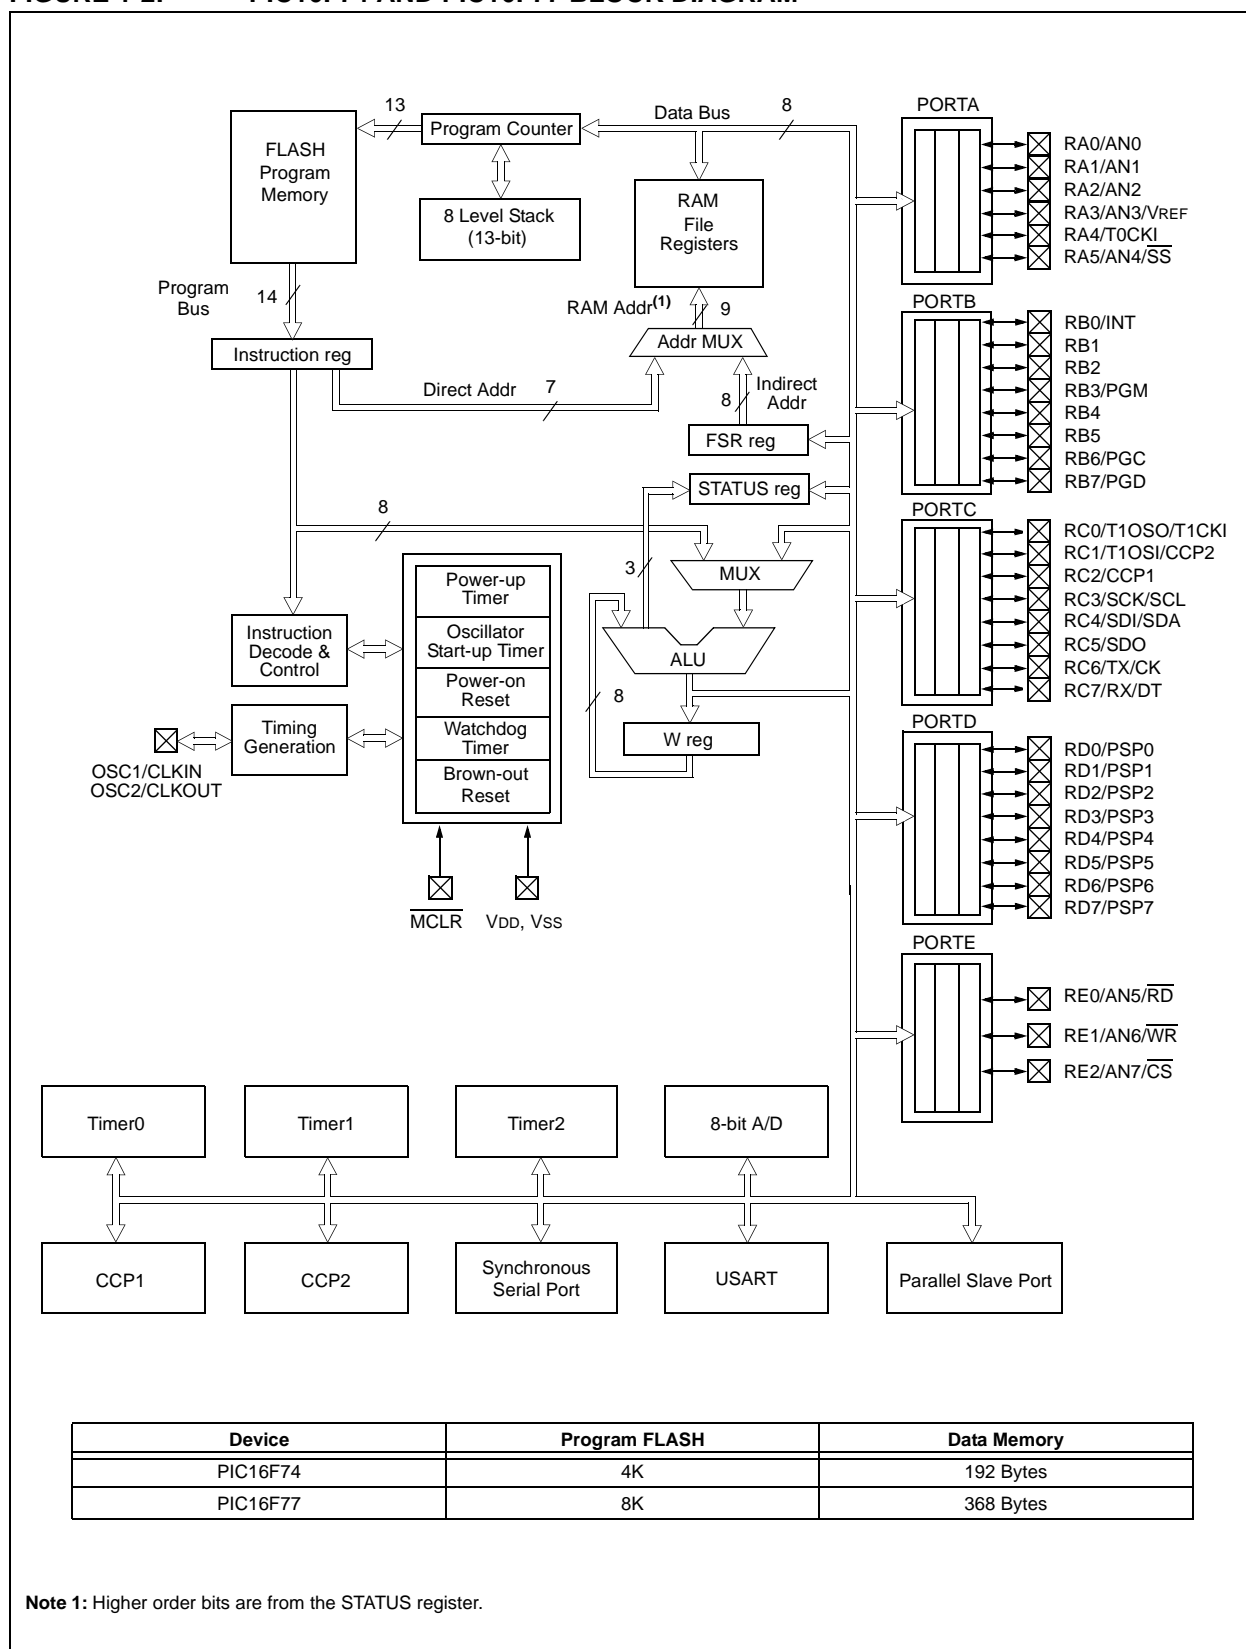 13
Data Bus
8
PORTA
Program Counter
FLASH
Program
Memory
RA0/AN0
RA1/AN1
RA2/AN2
RA3/AN3/VREF
RA4/T0CKI
RA5/AN4/SS
8 Level Stack
(13-bit)
RAM
File
Registers
Program
Bus
14
RAM Addr(1)
9
PORTB
Addr MUX
Instruction reg
RB0/INT
RB1
RB2
RB3/PGM
RB4
RB5
RB6/PGC
RB7/PGD
Direct Addr
7
8
Indirect
Addr
FSR reg
STATUS reg
8
PORTC
RC0/T1OSO/T1CKI
RC1/T1OSI/CCP2
RC2/CCP1
RC3/SCK/SCL
RC4/SDI/SDA
RC5/SDO
RC6/TX/CK
RC7/RX/DT
3
MUX
Power-up
Timer
Oscillator
Start-up Timer
Power-on
Reset
Watchdog
Timer
Brown-out
Reset
Instruction
Decode &
Control
ALU
8
W reg
Timing
Generation
OSC1/CLKIN
OSC2/CLKOUT
PORTD
RD0/PSP0
RD1/PSP1
RD2/PSP2
RD3/PSP3
RD4/PSP4
RD5/PSP5
RD6/PSP6
RD7/PSP7
MCLR
VDD, VSS
PORTE
RE0/AN5/RD
RE1/AN6/WR
RE2/AN7/CS
Timer0
Timer1
Timer2
8-bit A/D
CCP1
CCP2
Synchronous
Serial Port
USART
Parallel Slave Port
Device Program FLASH Data Memory
PIC16F74 4K 192 Bytes
PIC16F77 8K 368 Bytes
Note 1: Higher order bits are from the STATUS register.